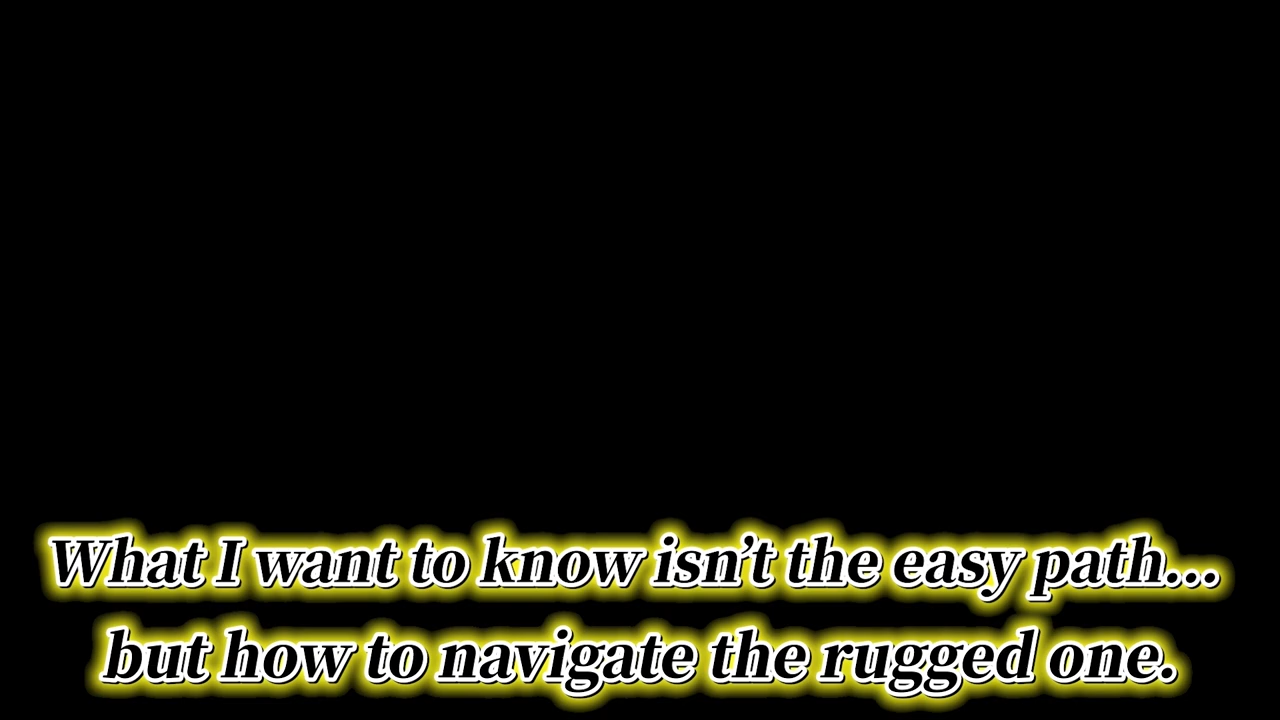 What I want to know isn’t the easy path…
but how to navigate the rugged one.